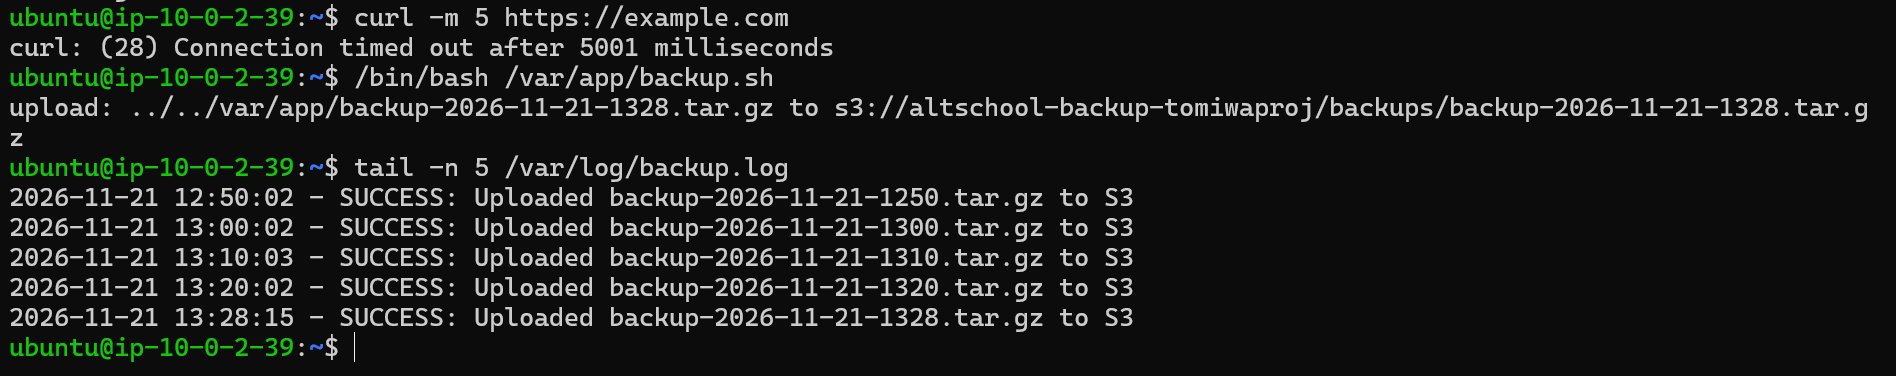 ubuntu@ip-10-0-2-39:~$ curl -m 5 https://example.com
curl: (28) Connection timed out after 5001 milliseconds
ubuntu@ip-10-0-2-39:~$ /bin/bash /var/app/backup.sh
upload: ../../var/app/backup-2026-11-21-1328.tar.gz to s3://altschool-backup-tomiwaproj/backups/backup-2026-11-21-1328.tar.g
z
ubuntu@ip-10-0-2-39:~$ tail -n 5 /var/log/backup.log
2026-11-21 12:50:02 - SUCCESS: Uploaded backup-2026-11-21-1250.tar.gz to S3
2026-11-21 13:00:02 - SUCCESS: Uploaded backup-2026-11-21-1300.tar.gz to S3
2026-11-21 13:10:03 - SUCCESS: Uploaded backup-2026-11-21-1310.tar.gz to S3
2026-11-21 13:20:02 - SUCCESS: Uploaded backup-2026-11-21-1320.tar.gz to S3
2026-11-21 13:28:15 - SUCCESS: Uploaded backup-2026-11-21-1328.tar.gz to S3
ubuntu@ip-10-0-2-39:~$